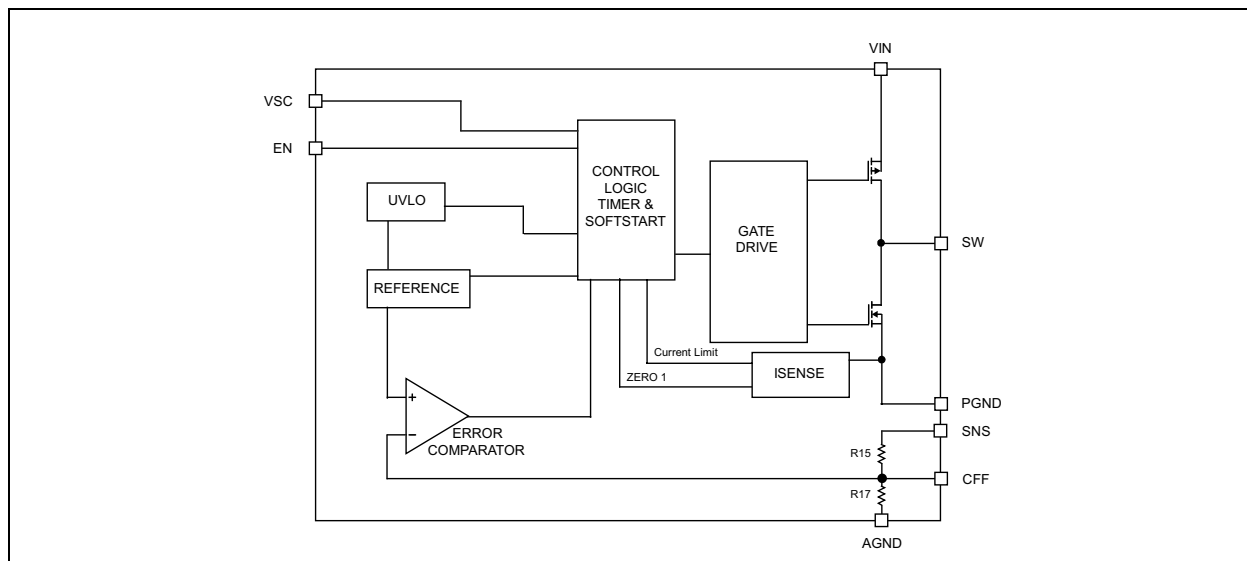 VIN
VSC
EN
CONTROL
LOGIC
TIMER &
SOFTSTART
UVLO
GATE
DRIVE
SW
REFERENCE
Current Limit
ISENSE
ZERO 1
+
−
ERROR
COMPARATOR
PGND
SNS
R15
CFF
R17
AGND